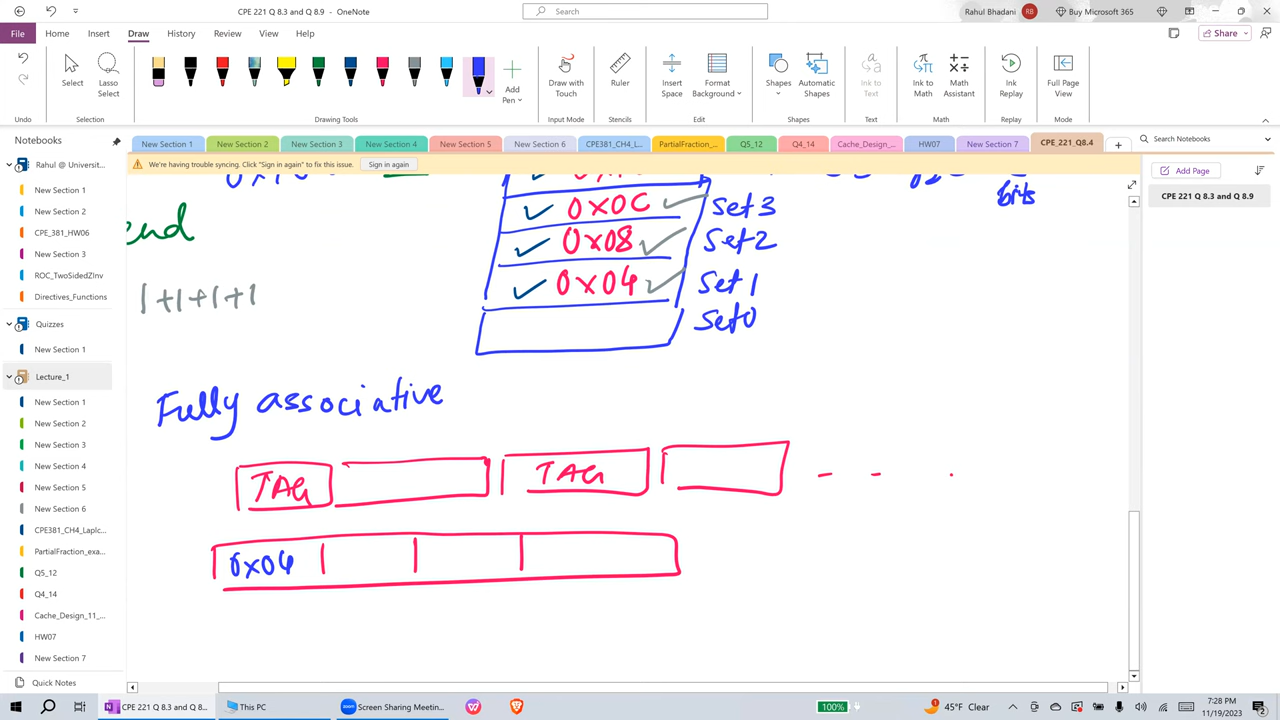 CPE 221 Q 8.3 and Q 8.9 - OneNote
Search
Rahul Bhadani
RB
Buy Microsoft 365
File
Home
Insert
Draw
History
Review
View
Help
Share
Select
Lasso Select
Add Pen
Draw with Touch
Ruler
Insert Space
Format Background
Shapes
Automatic Shapes
Ink to Text
Ink to Math
Math Assistant
Ink Replay
Full Page View
Undo
Selection
Drawing Tools
Input Mode
Stencils
Edit
Text
Math
Replay
View
Notebooks
New Section 1
New Section 2
New Section 3
New Section 4
New Section 5
New Section 6
CPE381_CH4_L...
PartialFraction_...
Q5_12
Q4_14
Cache_Design_...
HW07
New Section 7
CPE_221_Q8.4
Search Notebooks
We're having trouble syncing. Click "Sign in again" to fix this issue.
Sign in again
Add Page
CPE 221 Q 8.3 and Q 8.9
Rahul @ Universit...
New Section 1
New Section 2
CPE_381_HW06
New Section 3
ROC_TwoSidedZInv
Directives_Functions
Quizzes
New Section 1
Lecture_1
New Section 1
New Section 2
New Section 3
New Section 4
New Section 5
New Section 6
CPE381_CH4_Laplc...
PartialFraction_exa...
Q5_12
Q4_14
Cache_Design_11_...
HW07
New Section 7
Quick Notes
bits
0x0C Set 3
0x08 Set 2
0x04 Set 1
Set 0
1+1+1+1
Fully associative
TAG TAG
0x04
CPE 221 Q 8.3 and Q 8...
This PC
Screen Sharing Meetin...
100%
45°F Clear
7:28 PM
11/19/2023
2